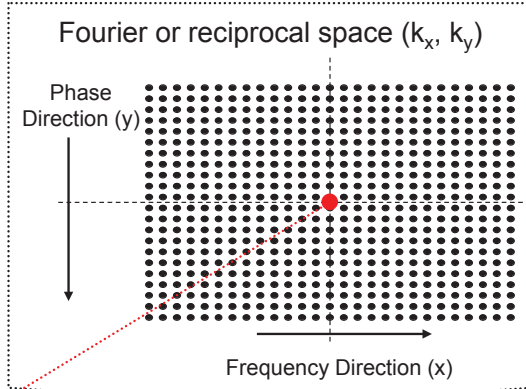 Fourier or reciprocal space (kx, ky)
Phase
Direction (y)
Frequency Direction (x)